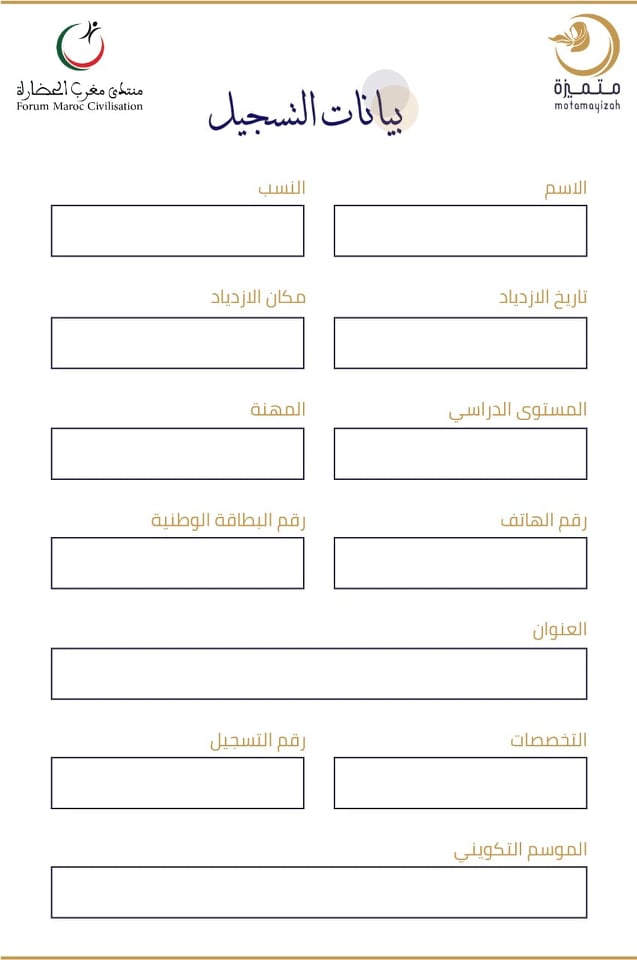 منتدى مغرب الحضارة
Forum Maroc Civilisation
متميزة
motamayizah
بيانات التسجيل
الاسم
النسب
تاريخ الازدياد
مكان الازدياد
المستوى الدراسي
المهنة
رقم الهاتف
رقم البطاقة الوطنية
العنوان
التخصصات
رقم التسجيل
الموسم التكويني